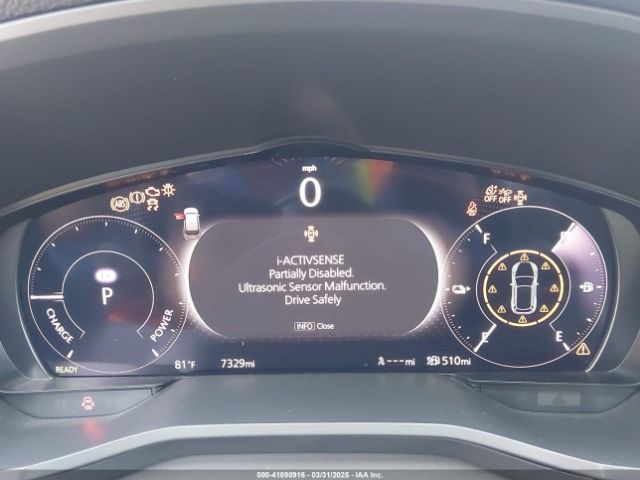 mph
0
ABS
OFF OFF
i-ACTIVSENSE
Partially Disabled.
Ultrasonic Sensor Malfunction.
Drive Safely
INFO Close
P
CHARGE
POWER
READY
F
E
81°F
7329mi
---mi
510mi
000-41898916 - 03/31/2025 - IAA Inc.